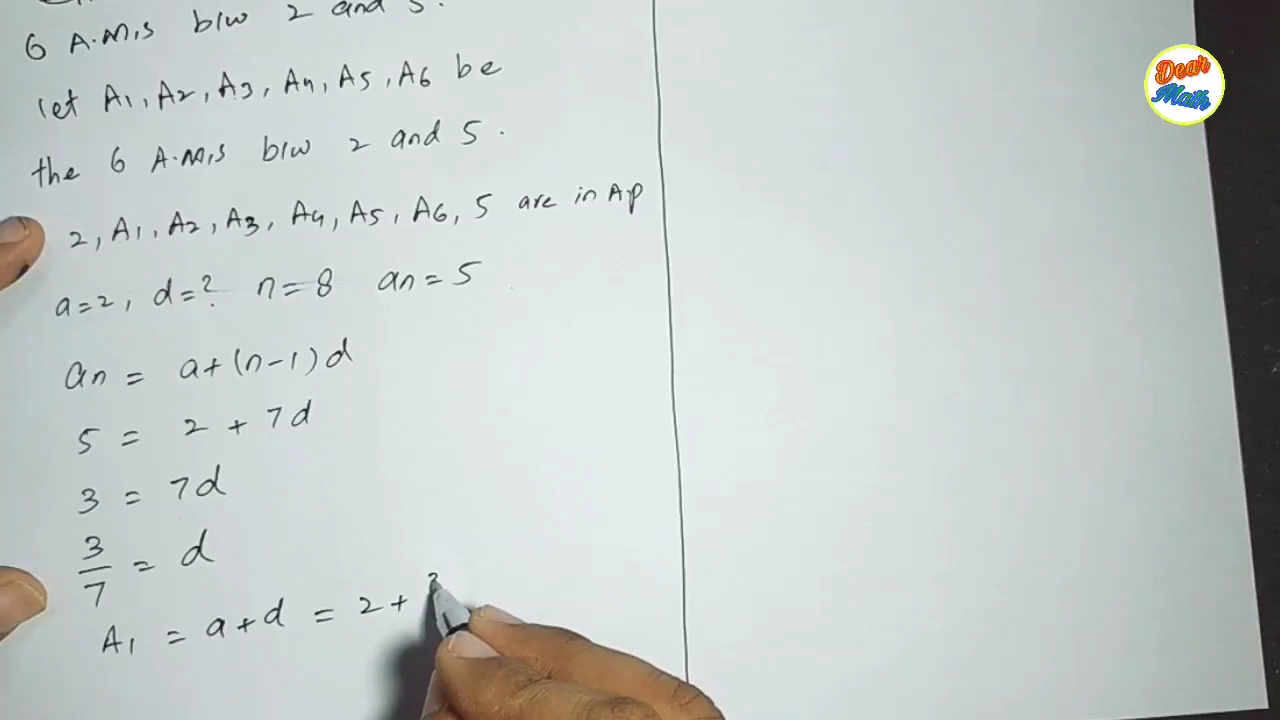 6 A.M,s b/w 2 and 5.
let A1, A2, A3, A4, A5, A6 be
the 6 A.M,s b/w 2 and 5.
2, A1, A2, A3, A4, A5, A6, 5 are in Ap
a=2, d=? n=8 an=5
an = a+(n-1)d
5 = 2 + 7d
3 = 7d
3/7 = d
A1 = a+d = 2+
Dear
Math